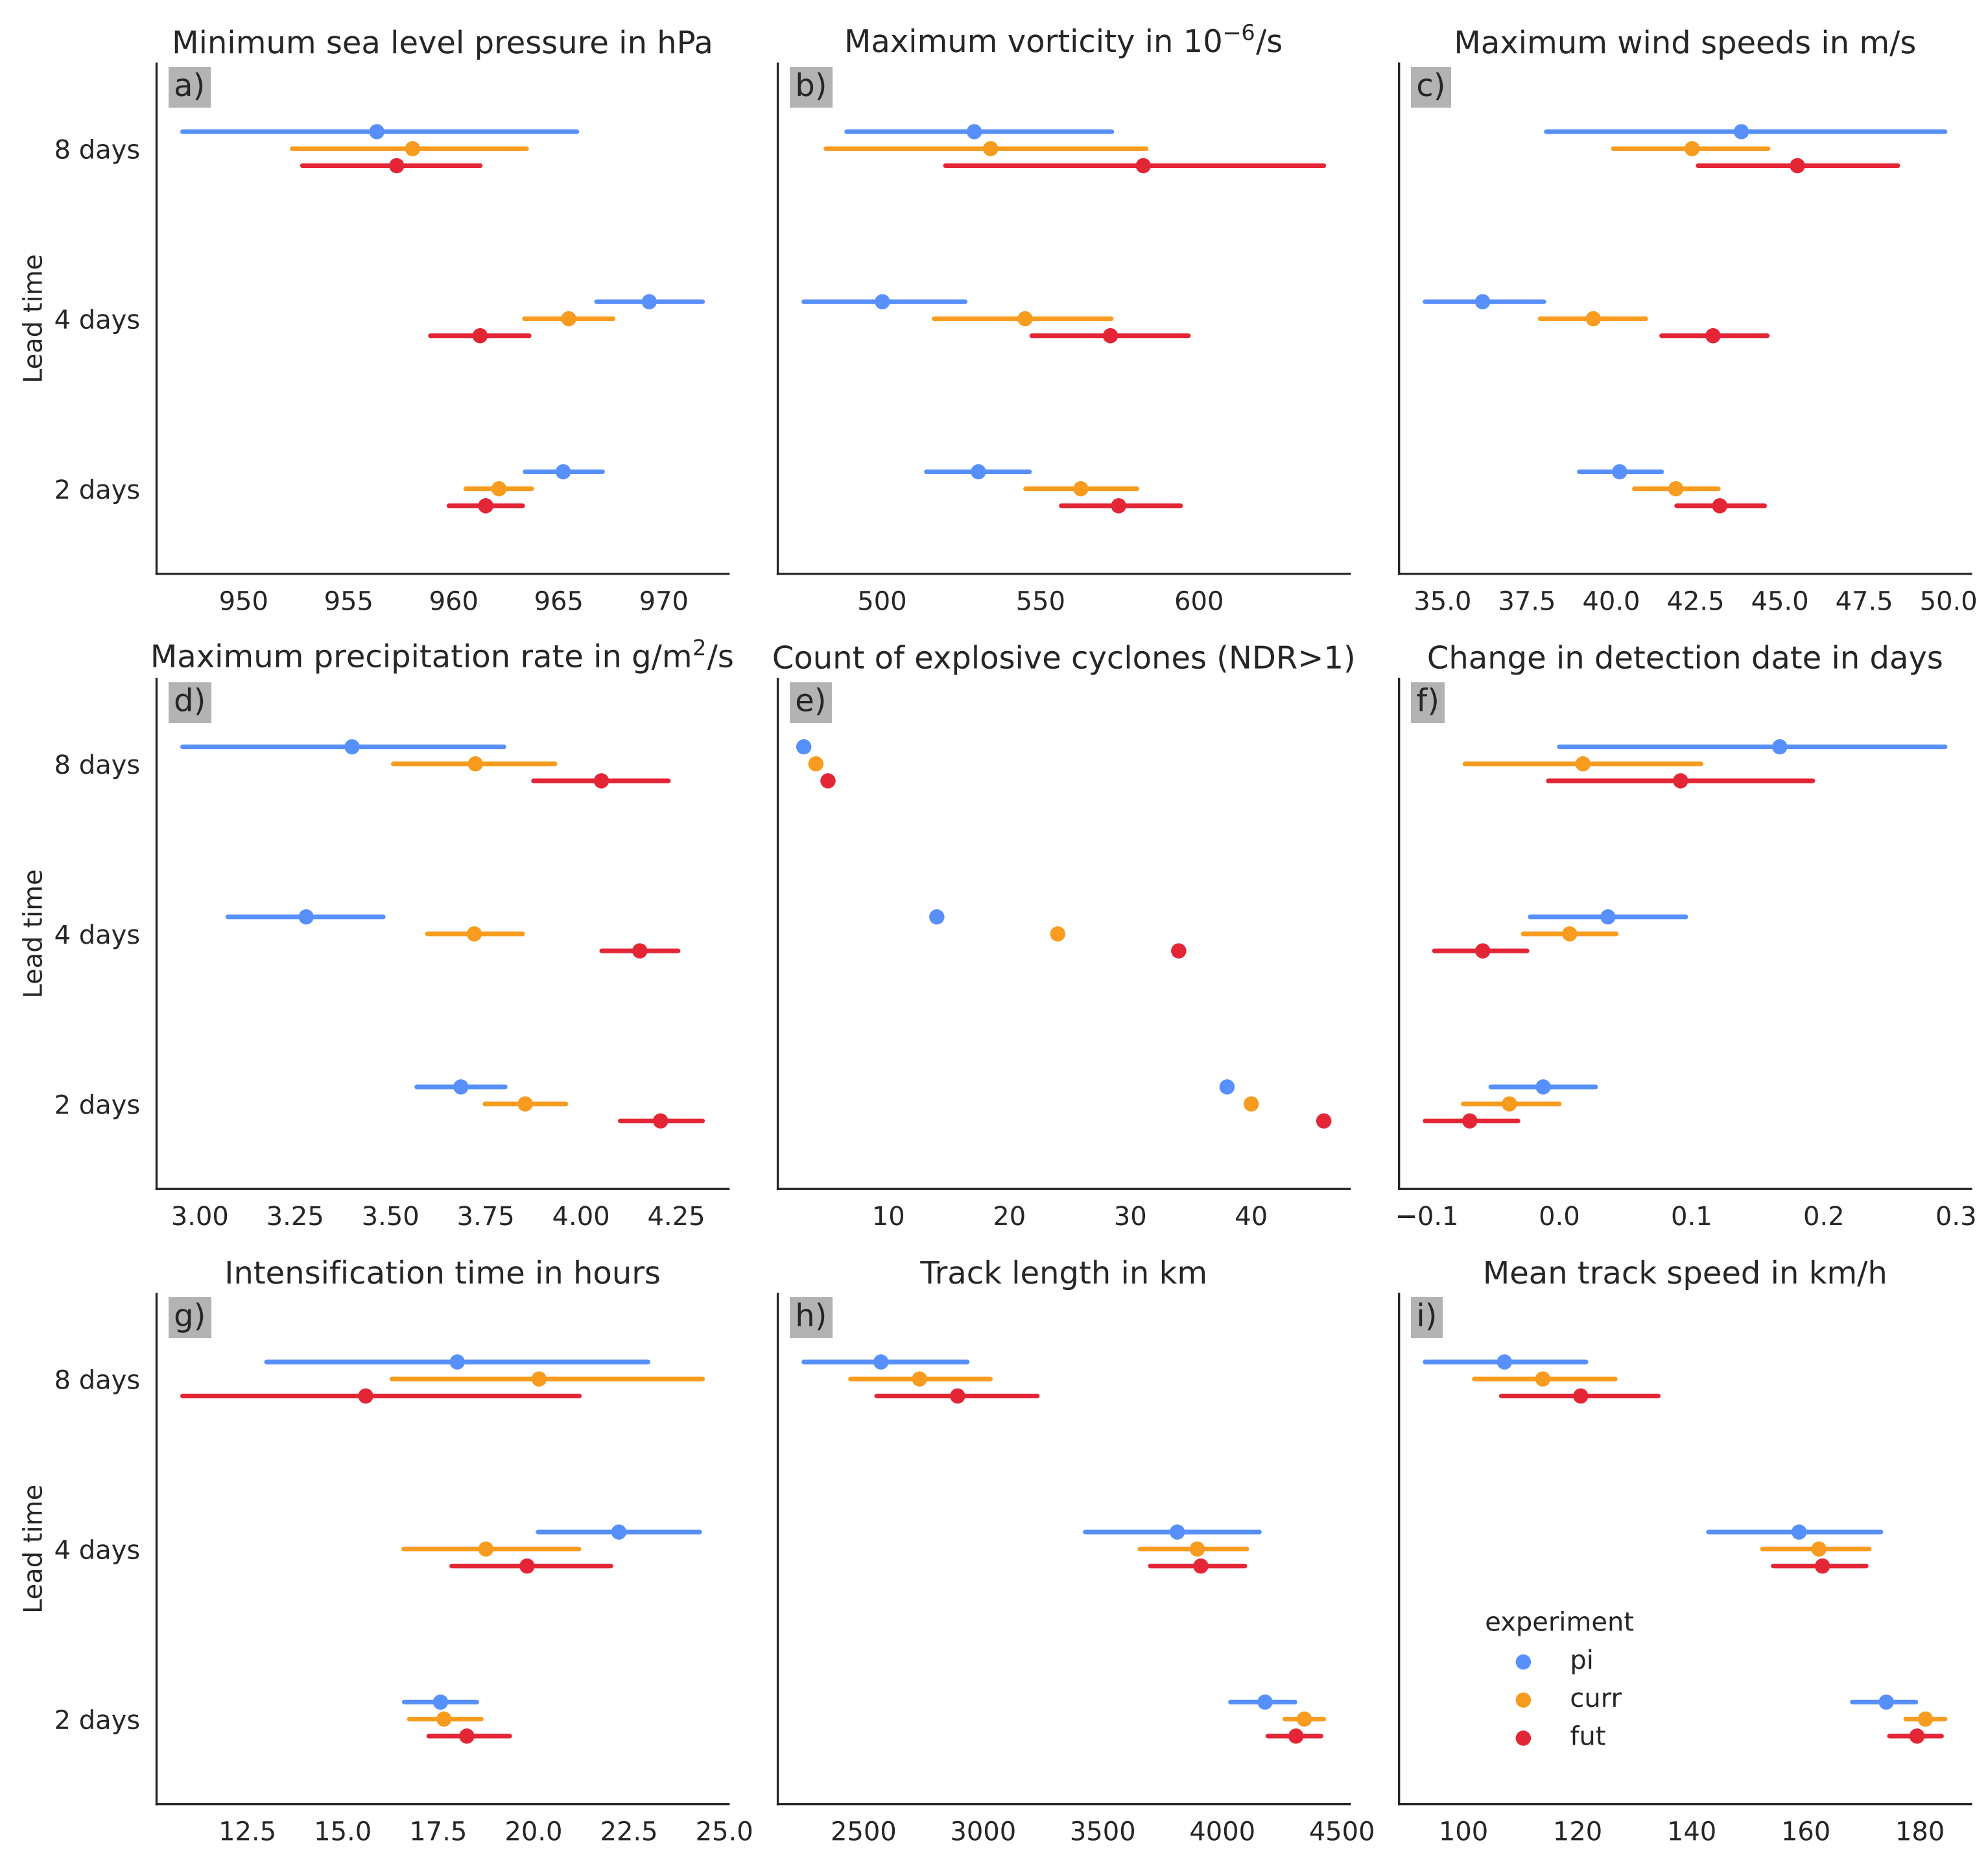 Minimum sea level pressure in hPa
a)
8 days
4 days
2 days
Lead time
950 955 960 965 970
Maximum vorticity in 10⁻⁶/s
b)
500 550 600
Maximum wind speeds in m/s
c)
35.0 37.5 40.0 42.5 45.0 47.5 50.0
Maximum precipitation rate in g/m²/s
d)
8 days
4 days
2 days
Lead time
3.00 3.25 3.50 3.75 4.00 4.25
Count of explosive cyclones (NDR>1)
e)
10 20 30 40
Change in detection date in days
f)
−0.1 0.0 0.1 0.2 0.3
Intensification time in hours
g)
8 days
4 days
2 days
Lead time
12.5 15.0 17.5 20.0 22.5 25.0
Track length in km
h)
2500 3000 3500 4000 4500
Mean track speed in km/h
i)
experiment
pi
curr
fut
100 120 140 160 180